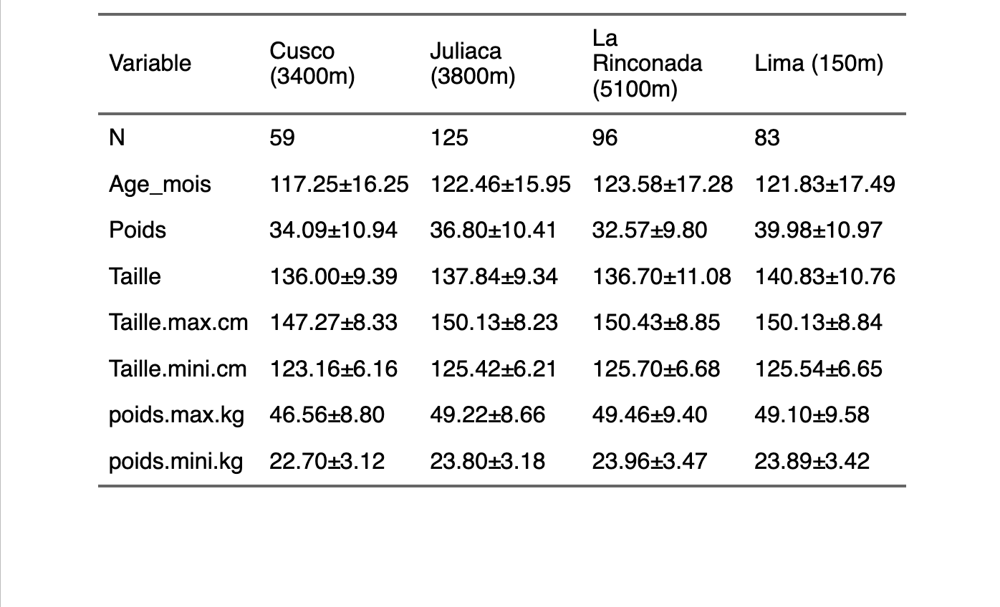 Variable Cusco (3400m) Juliaca (3800m) La Rinconada (5100m) Lima (150m)
N 59 125 96 83
Age_mois 117.25±16.25 122.46±15.95 123.58±17.28 121.83±17.49
Poids 34.09±10.94 36.80±10.41 32.57±9.80 39.98±10.97
Taille 136.00±9.39 137.84±9.34 136.70±11.08 140.83±10.76
Taille.max.cm 147.27±8.33 150.13±8.23 150.43±8.85 150.13±8.84
Taille.mini.cm 123.16±6.16 125.42±6.21 125.70±6.68 125.54±6.65
poids.max.kg 46.56±8.80 49.22±8.66 49.46±9.40 49.10±9.58
poids.mini.kg 22.70±3.12 23.80±3.18 23.96±3.47 23.89±3.42